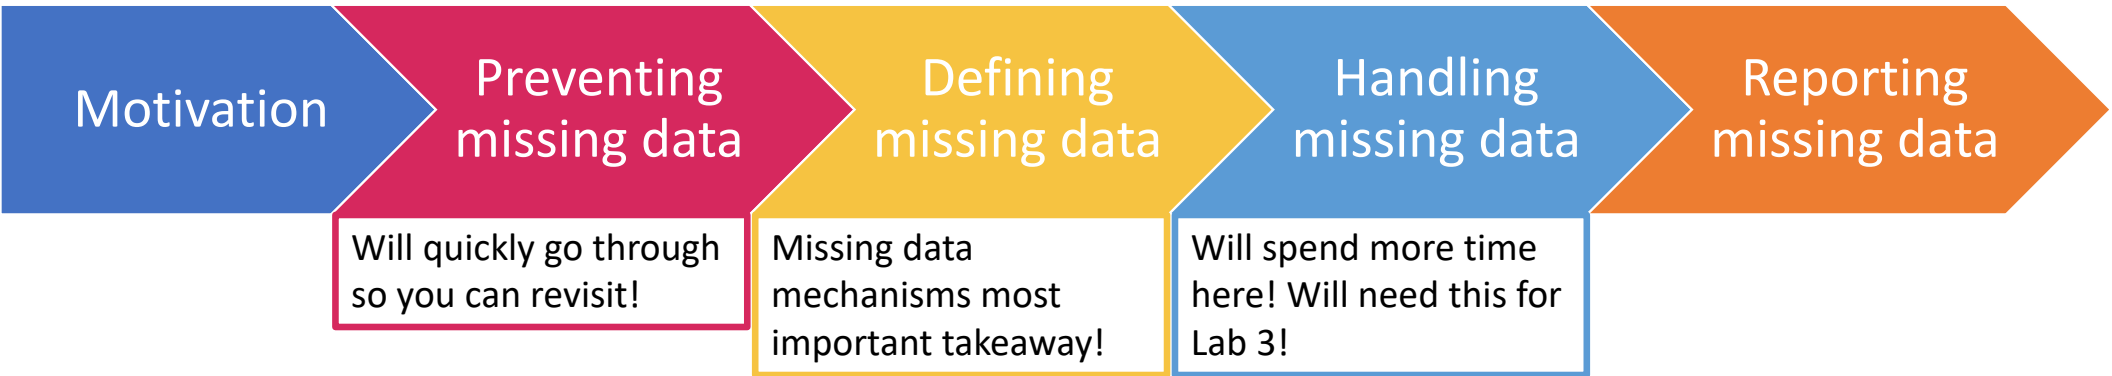 Motivation
Preventing
missing data
Defining
missing data
Handling
missing data
Reporting
missing data
Will quickly go through
so you can revisit!
Missing data
mechanisms most
important takeaway!
Will spend more time
here! Will need this for
Lab 3!